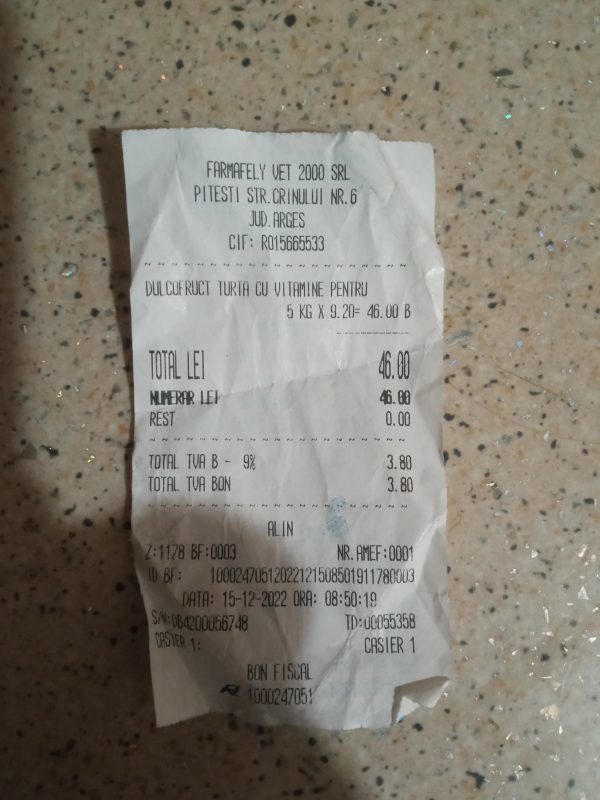 FARMAFELY VET 2000 SRL
PITESTI STR.CRINULUI NR.6
JUD.ARGES
CIF: RO15665533
DULCOFRUCT TURTA CU VITAMINE PENTRU
5 KG X 9.20= 46.00 B
TOTAL LEI 46.00
NUMERAR LEI 46.00
REST 0.00
TOTAL TVA B - 9% 3.80
TOTAL TVA BON 3.80
ALIN
Z:1178 BF:0003 NR.AMEF:0001
ID BF: 10002470512022121508501911780003
DATA: 15-12-2022 ORA: 08:50:19
S/N:DB4200056748 TD:00055358
CASIER 1: CASIER 1
BON FISCAL
1000247051